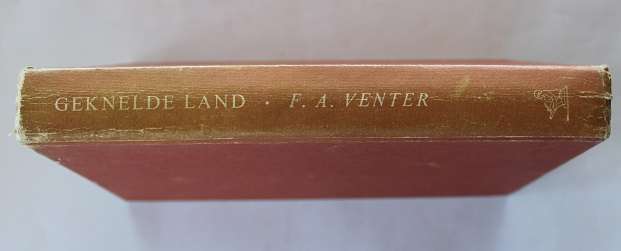 GEKNELDE LAND · F. A. VENTER